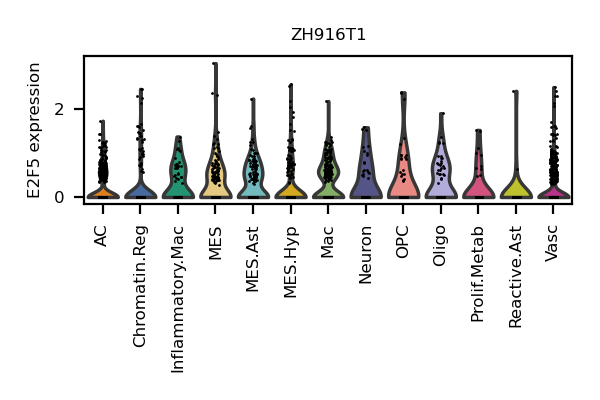 ZH916T1
E2F5 expression
2
0
AC
Chromatin.Reg
Inflammatory.Mac
MES
MES.Ast
MES.Hyp
Mac
Neuron
OPC
Oligo
Prolif.Metab
Reactive.Ast
Vasc